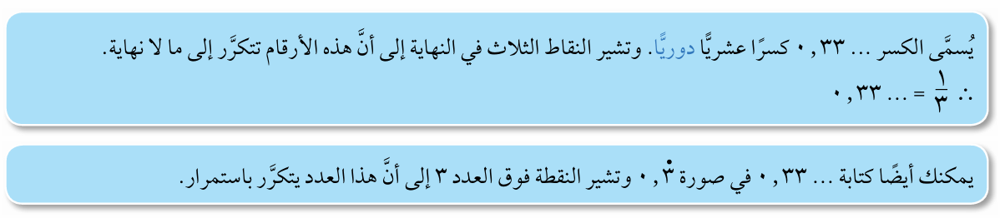 يُسمَّى الكسر ... ٠,٣٣ كسرًا عشريًّا دوريًّا. وتشير النقاط الثلاث في النهاية إلى أنَّ هذه الأرقام تتكرَّر إلى ما لا نهاية.
∴ ١/٣ = ... ٠,٣٣
يمكنك أيضًا كتابة ... ٠,٣٣ في صورة ٠,٣̇ وتشير النقطة فوق العدد ٣ إلى أنَّ هذا العدد يتكرَّر باستمرار.